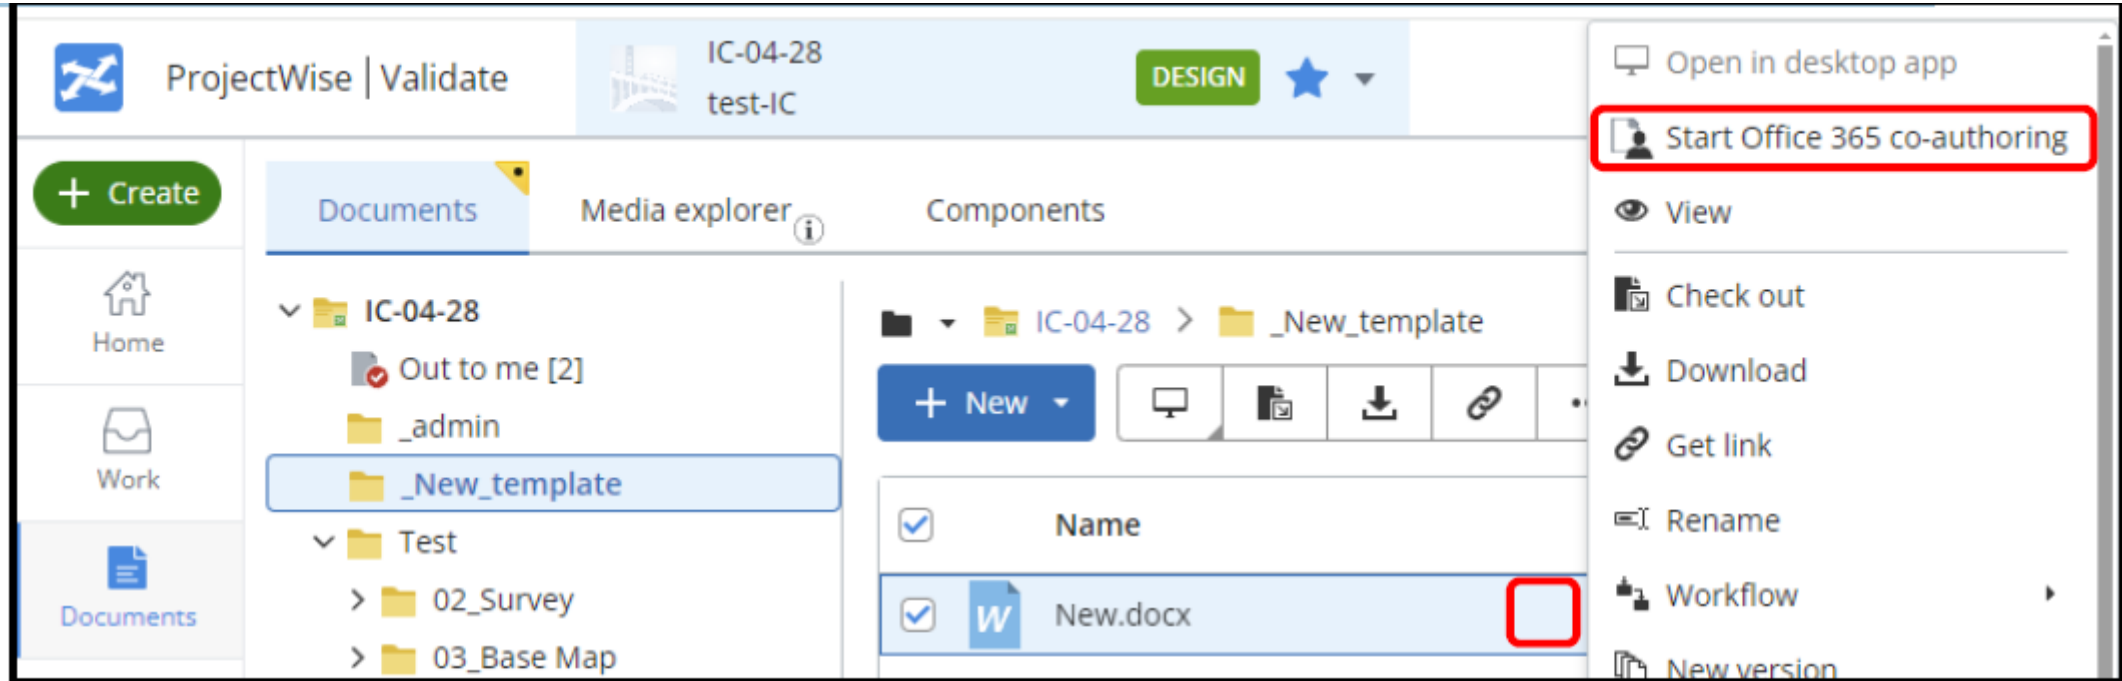 ProjectWise | Validate
IC-04-28
test-IC
DESIGN
Create
Home
Work
Documents
Documents
Media explorer
Components
IC-04-28
Out to me [2]
_admin
_New_template
Test
02_Survey
03_Base Map
IC-04-28 > _New_template
New
Name
W New.docx
Open in desktop app
Start Office 365 co-authoring
View
Check out
Download
Get link
Rename
Workflow
New version